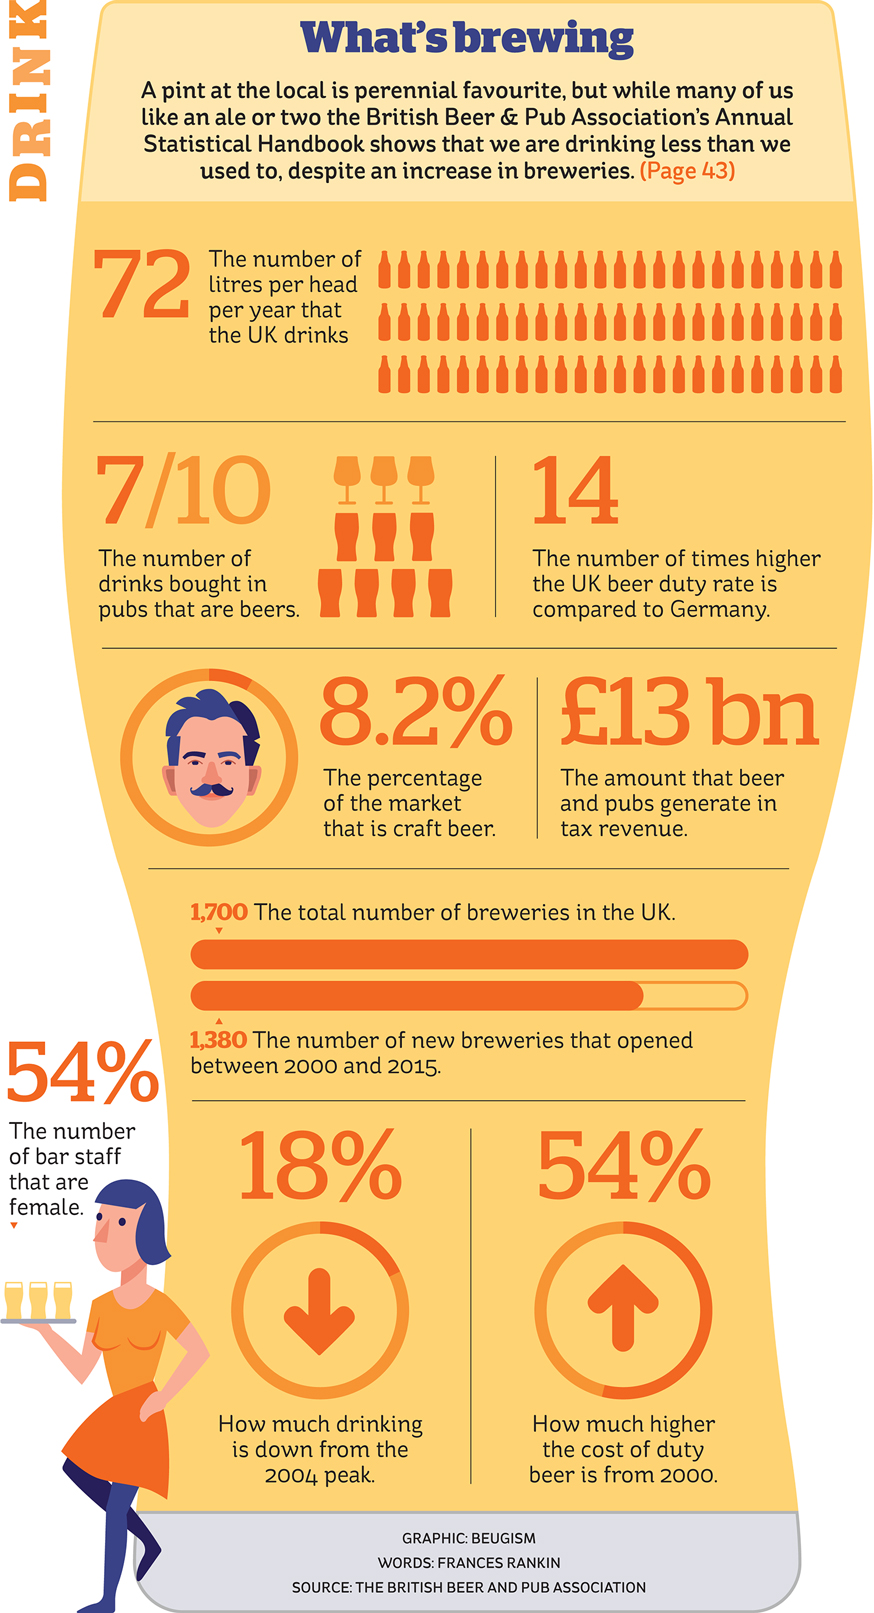 DRINK
What's brewing
A pint at the local is perennial favourite, but while many of us
like an ale or two the British Beer & Pub Association's Annual
Statistical Handbook shows that we are drinking less than we
used to, despite an increase in breweries. (Page 43)
72
The number of
litres per head
per year that
the UK drinks
7/10
The number of
drinks bought in
pubs that are beers.
14
The number of times higher
the UK beer duty rate is
compared to Germany.
8.2%
The percentage
of the market
that is craft beer.
£13 bn
The amount that beer
and pubs generate in
tax revenue.
1,700 The total number of breweries in the UK.
1,380 The number of new breweries that opened
between 2000 and 2015.
54%
The number
of bar staff
that are
female.
18%
How much drinking
is down from the
2004 peak.
54%
How much higher
the cost of duty
beer is from 2000.
GRAPHIC: BEUGISM
WORDS: FRANCES RANKIN
SOURCE: THE BRITISH BEER AND PUB ASSOCIATION